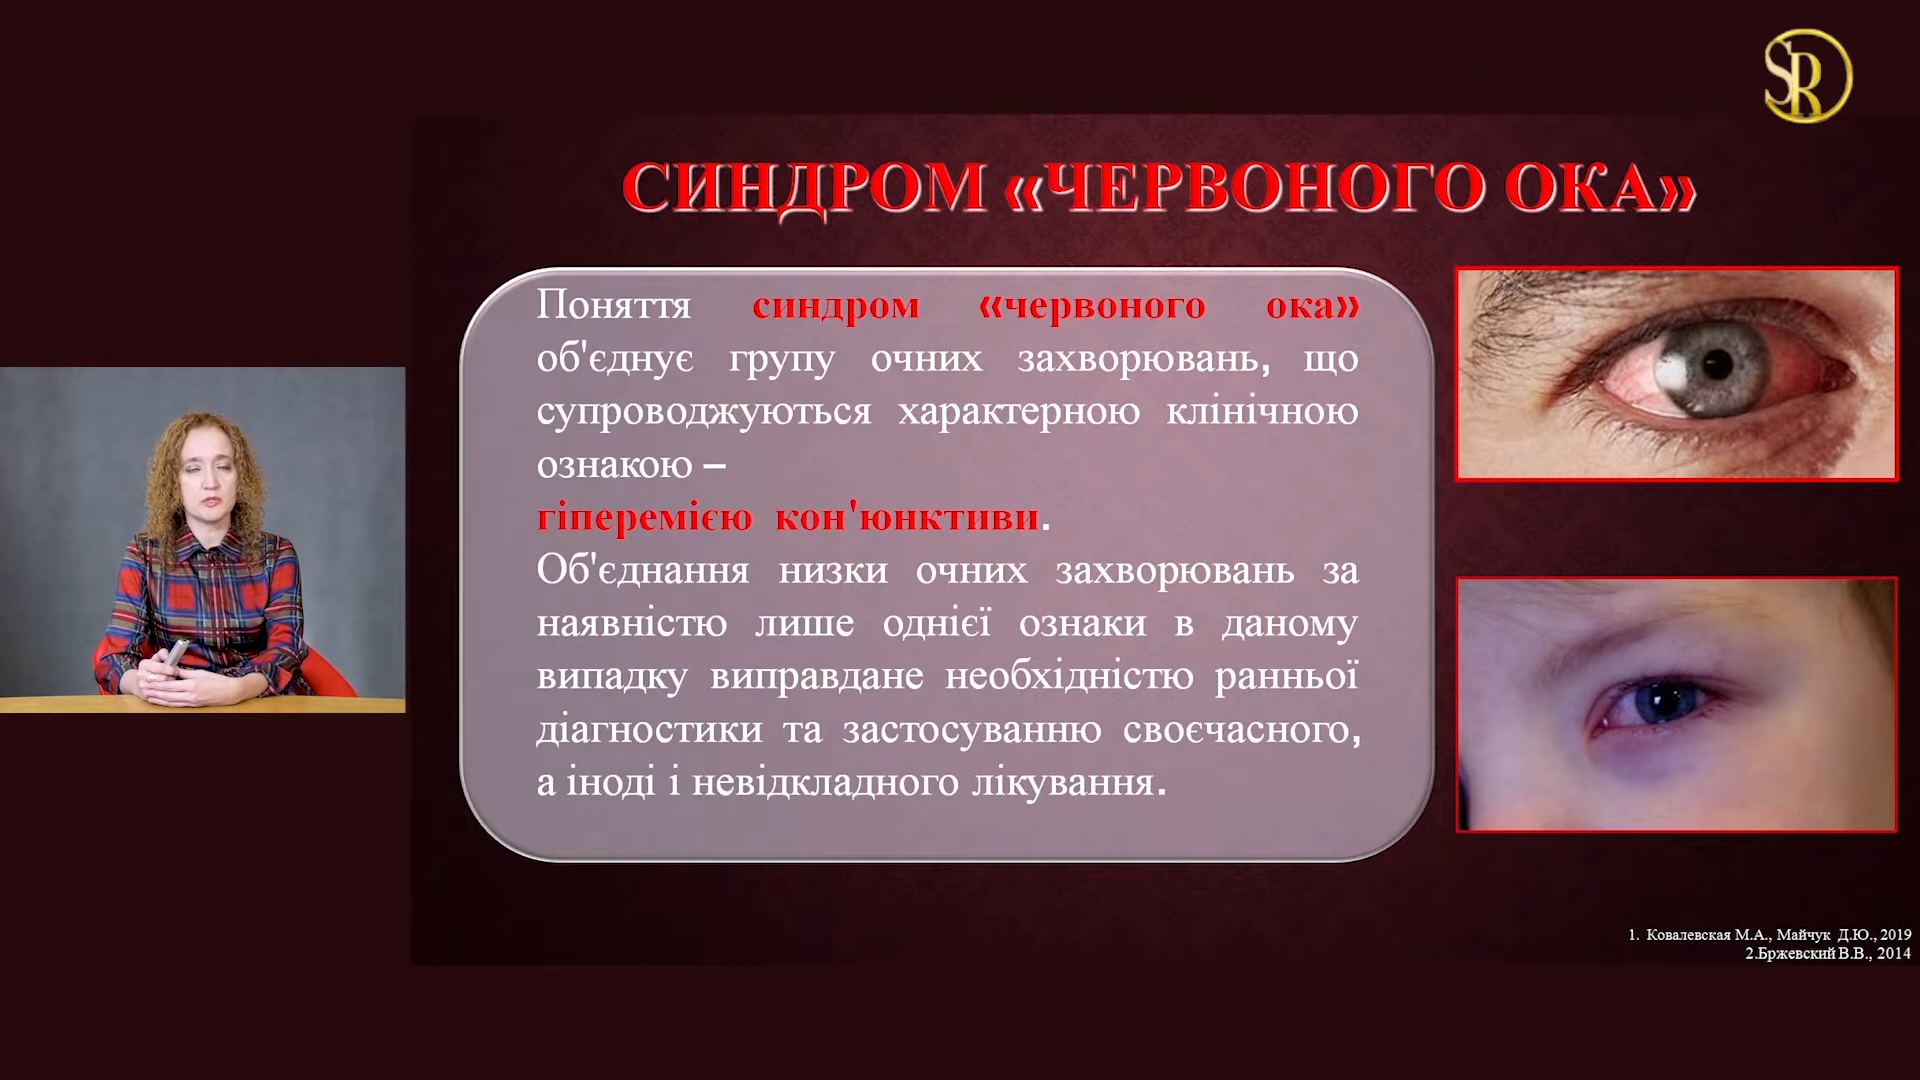 SR
СИНДРОМ «ЧЕРВОНОГО ОКА»
Поняття синдром «червоного ока»
об'єднує групу очних захворювань, що
супроводжуються характерною клінічною
ознакою –
гіперемією кон'юнктиви.
Об'єднання низки очних захворювань за
наявністю лише однієї ознаки в даному
випадку виправдане необхідністю ранньої
діагностики та застосуванню своєчасного,
а іноді і невідкладного лікування.
1. Ковалевская М.А., Майчук Д.Ю., 2019
2.Бржевский В.В., 2014